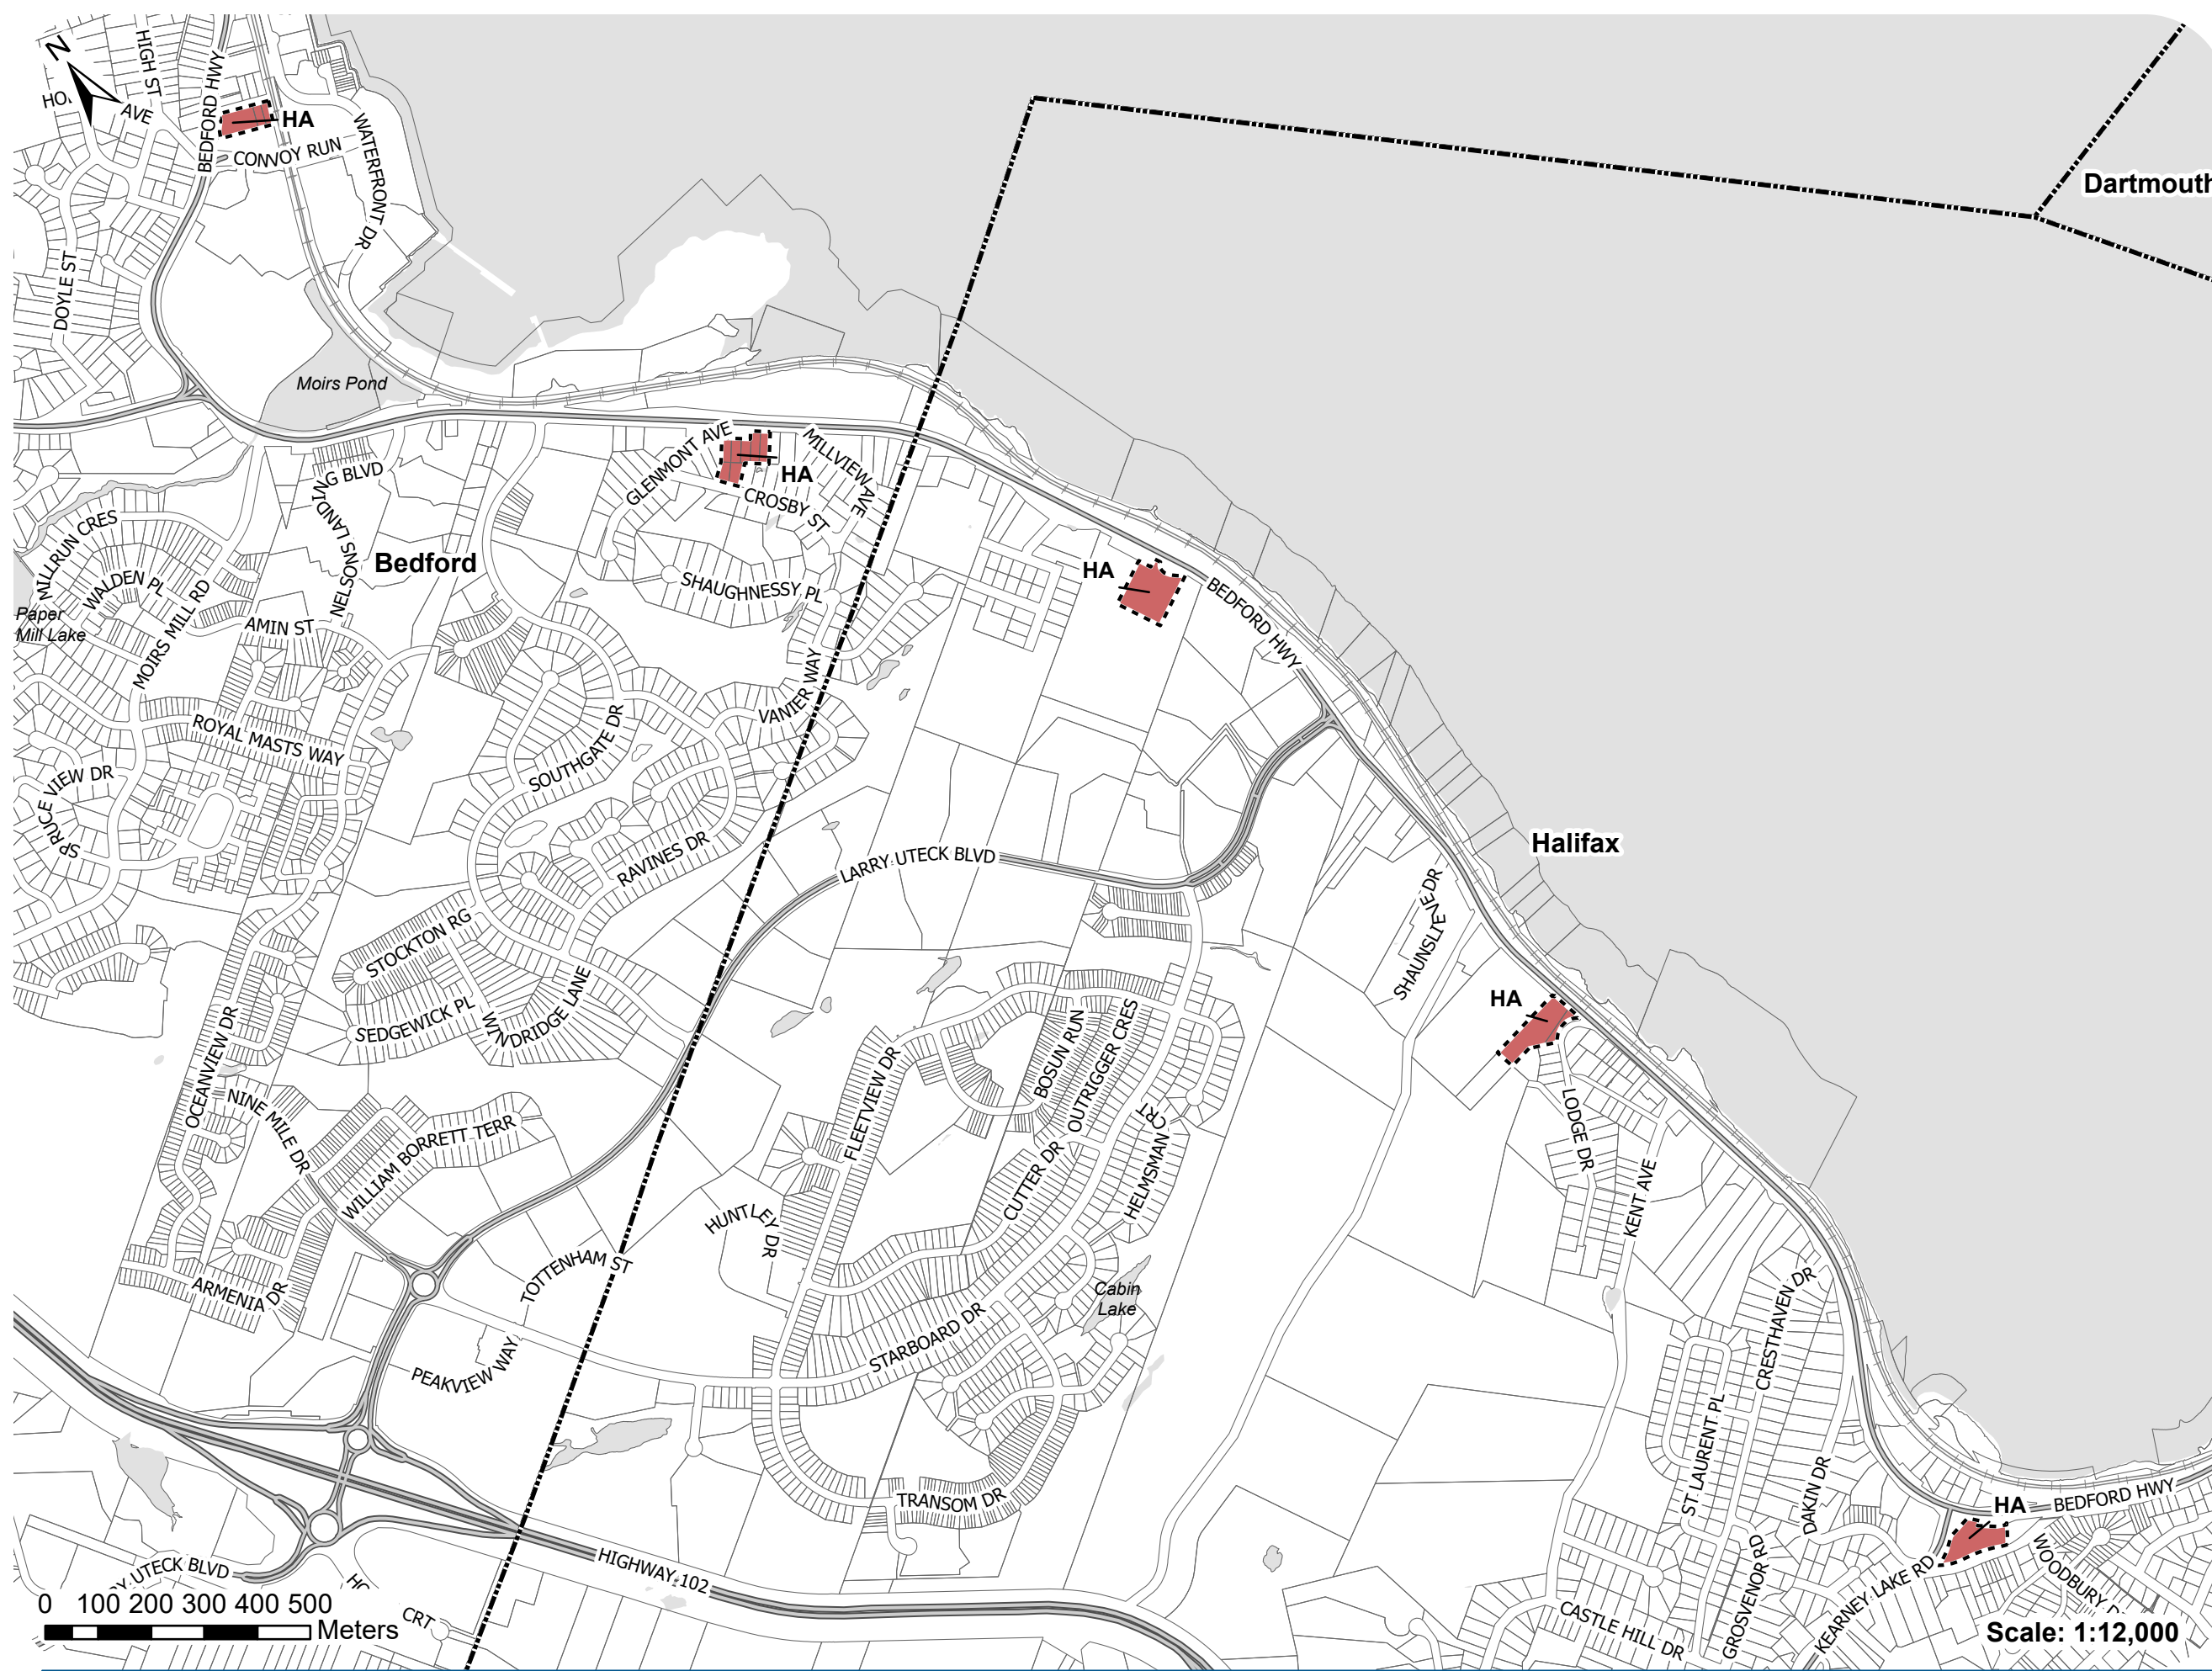 N
HIGH ST
BEDFORD HWY
AVE
HA
CONVOY RUN
WATERFRONT DR
Dartmouth
DOYLE ST
Moirs Pond
GLENMONT AVE
MILLVIEW AVE
HA
CROSBY ST
NELSONS LANDING BLVD
Bedford
MILLRUN CRES
WALDEN PL
SHAUGHNESSY PL
HA
BEDFORD HWY
Paper
Mill Lake
AMIN ST
MOIRS MILL RD
VANIER WAY
ROYAL MASTS WAY
SOUTHGATE DR
SPRUCE VIEW DR
RAVINES DR
LARRY UTECK BLVD
Halifax
SHAUNSLIEVE DR
STOCKTON RG
SEDGEWICK PL
WINDRIDGE LANE
HA
OCEANVIEW DR
NINE MILE DR
WILLIAM BORRETT TERR
FLEETVIEW DR
BOSUN RUN
OUTRIGGER CRES
CUTTER DR
HELMSMAN CRT
LODGE DR
KENT AVE
HUNTLEY DR
TOTTENHAM ST
ARMENIA DR
Cabin
Lake
STARBOARD DR
PEAKVIEW WAY
CRESTHAVEN DR
ST LAURENT PL
DAKIN DR
TRANSOM DR
HA
BEDFORD HWY
HIGHWAY 102
UTECK BLVD
CRT
GROSVENOR RD
KEARNEY LAKE RD
WOODBURY
CASTLE HILL DR
0 100 200 300 400 500
Meters
Scale: 1:12,000